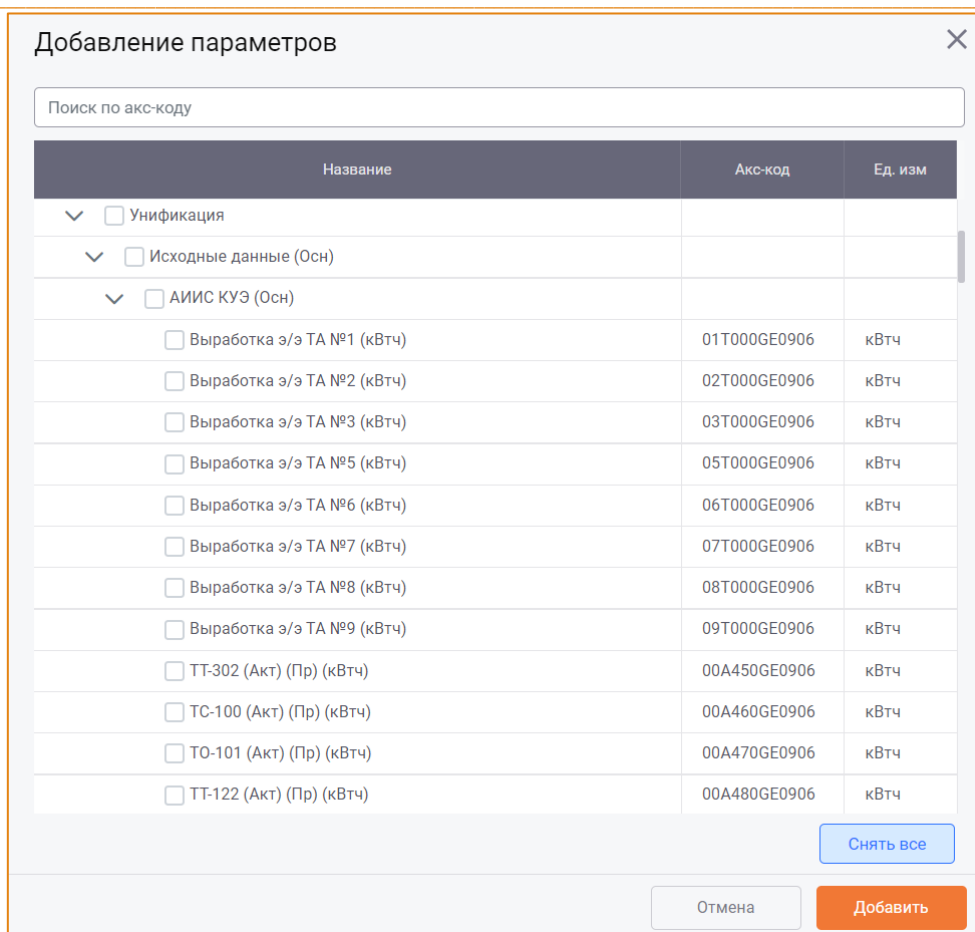 Добавление параметров
Поиск по акс-коду
Название Акс-код Ед. изм
Унификация
Исходные данные (Осн)
АИИС КУЭ (Осн)
Выработка э/э ТА №1 (кВтч) 01T000GE0906 кВтч
Выработка э/э ТА №2 (кВтч) 02T000GE0906 кВтч
Выработка э/э ТА №3 (кВтч) 03T000GE0906 кВтч
Выработка э/э ТА №5 (кВтч) 05T000GE0906 кВтч
Выработка э/э ТА №6 (кВтч) 06T000GE0906 кВтч
Выработка э/э ТА №7 (кВтч) 07T000GE0906 кВтч
Выработка э/э ТА №8 (кВтч) 08T000GE0906 кВтч
Выработка э/э ТА №9 (кВтч) 09T000GE0906 кВтч
ТТ-302 (Акт) (Пр) (кВтч) 00A450GE0906 кВтч
ТС-100 (Акт) (Пр) (кВтч) 00A460GE0906 кВтч
ТО-101 (Акт) (Пр) (кВтч) 00A470GE0906 кВтч
ТТ-122 (Акт) (Пр) (кВтч) 00A480GE0906 кВтч
Снять все
Отмена Добавить